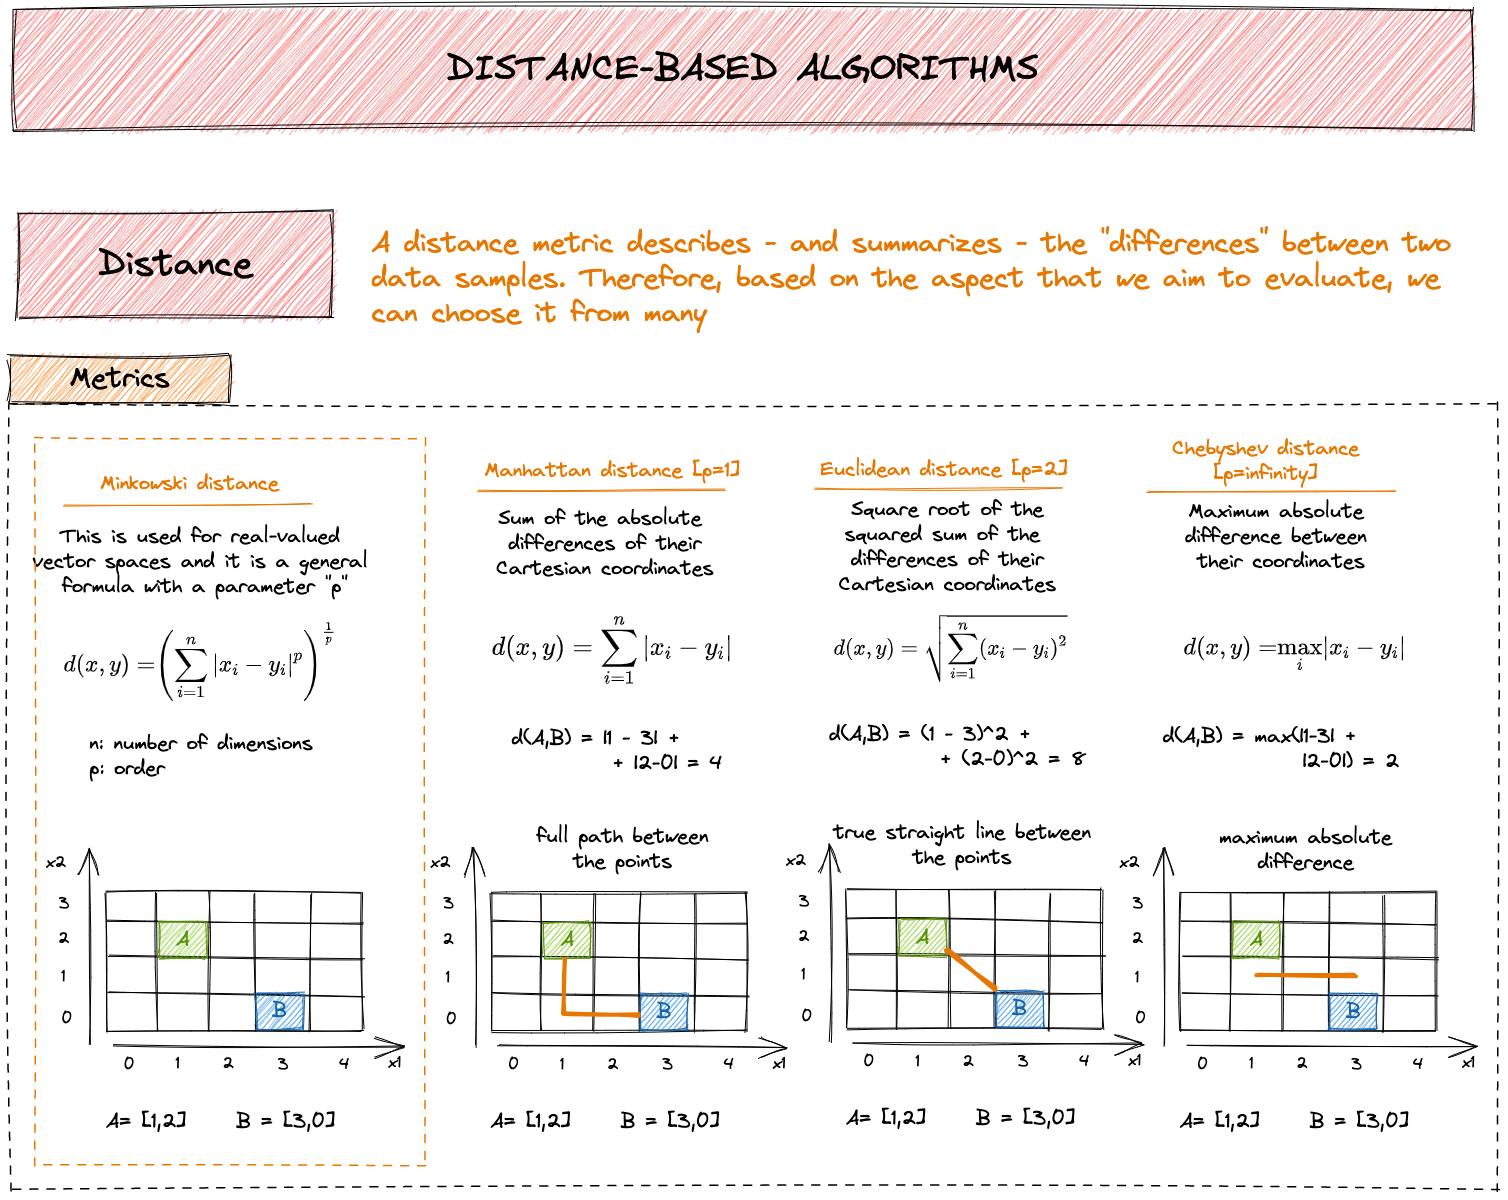 DISTANCE-BASED ALGORITHMS
Distance
A distance metric describes - and summarizes - the "differences" between two
data samples. Therefore, based on the aspect that we aim to evaluate, we
can choose it from many
Metrics
Minkowski distance
This is used for real-valued
vector spaces and it is a general
formula with a parameter "p"
d(x, y) = (∑_{i=1}^{n} |x_i − y_i|^p)^{1/p}
n: number of dimensions
p: order
x2
3
2
1
0
A
B
0 1 2 3 4 x1
A= [1,2] B = [3,0]
Manhattan distance [p=1]
Sum of the absolute
differences of their
Cartesian coordinates
d(x, y) = ∑_{i=1}^{n} |x_i − y_i|
d(A,B) = |1 - 3| +
+ |2-0| = 4
full path between
the points
x2
3
2
1
0
A
B
0 1 2 3 4 x1
A= [1,2] B = [3,0]
Euclidean distance [p=2]
Square root of the
squared sum of the
differences of their
Cartesian coordinates
d(x, y) = √(∑_{i=1}^{n} (x_i − y_i)^2)
d(A,B) = (1 - 3)^2 +
+ (2-0)^2 = 8
true straight line between
the points
x2
3
2
1
0
A
B
0 1 2 3 4 x1
A= [1,2] B = [3,0]
Chebyshev distance
[p=infinity]
Maximum absolute
difference between
their coordinates
d(x, y) = max_i |x_i − y_i|
d(A,B) = max(|1-3| +
|2-0|) = 2
maximum absolute
difference
x2
3
2
1
0
A
B
0 1 2 3 4 x1
A= [1,2] B = [3,0]